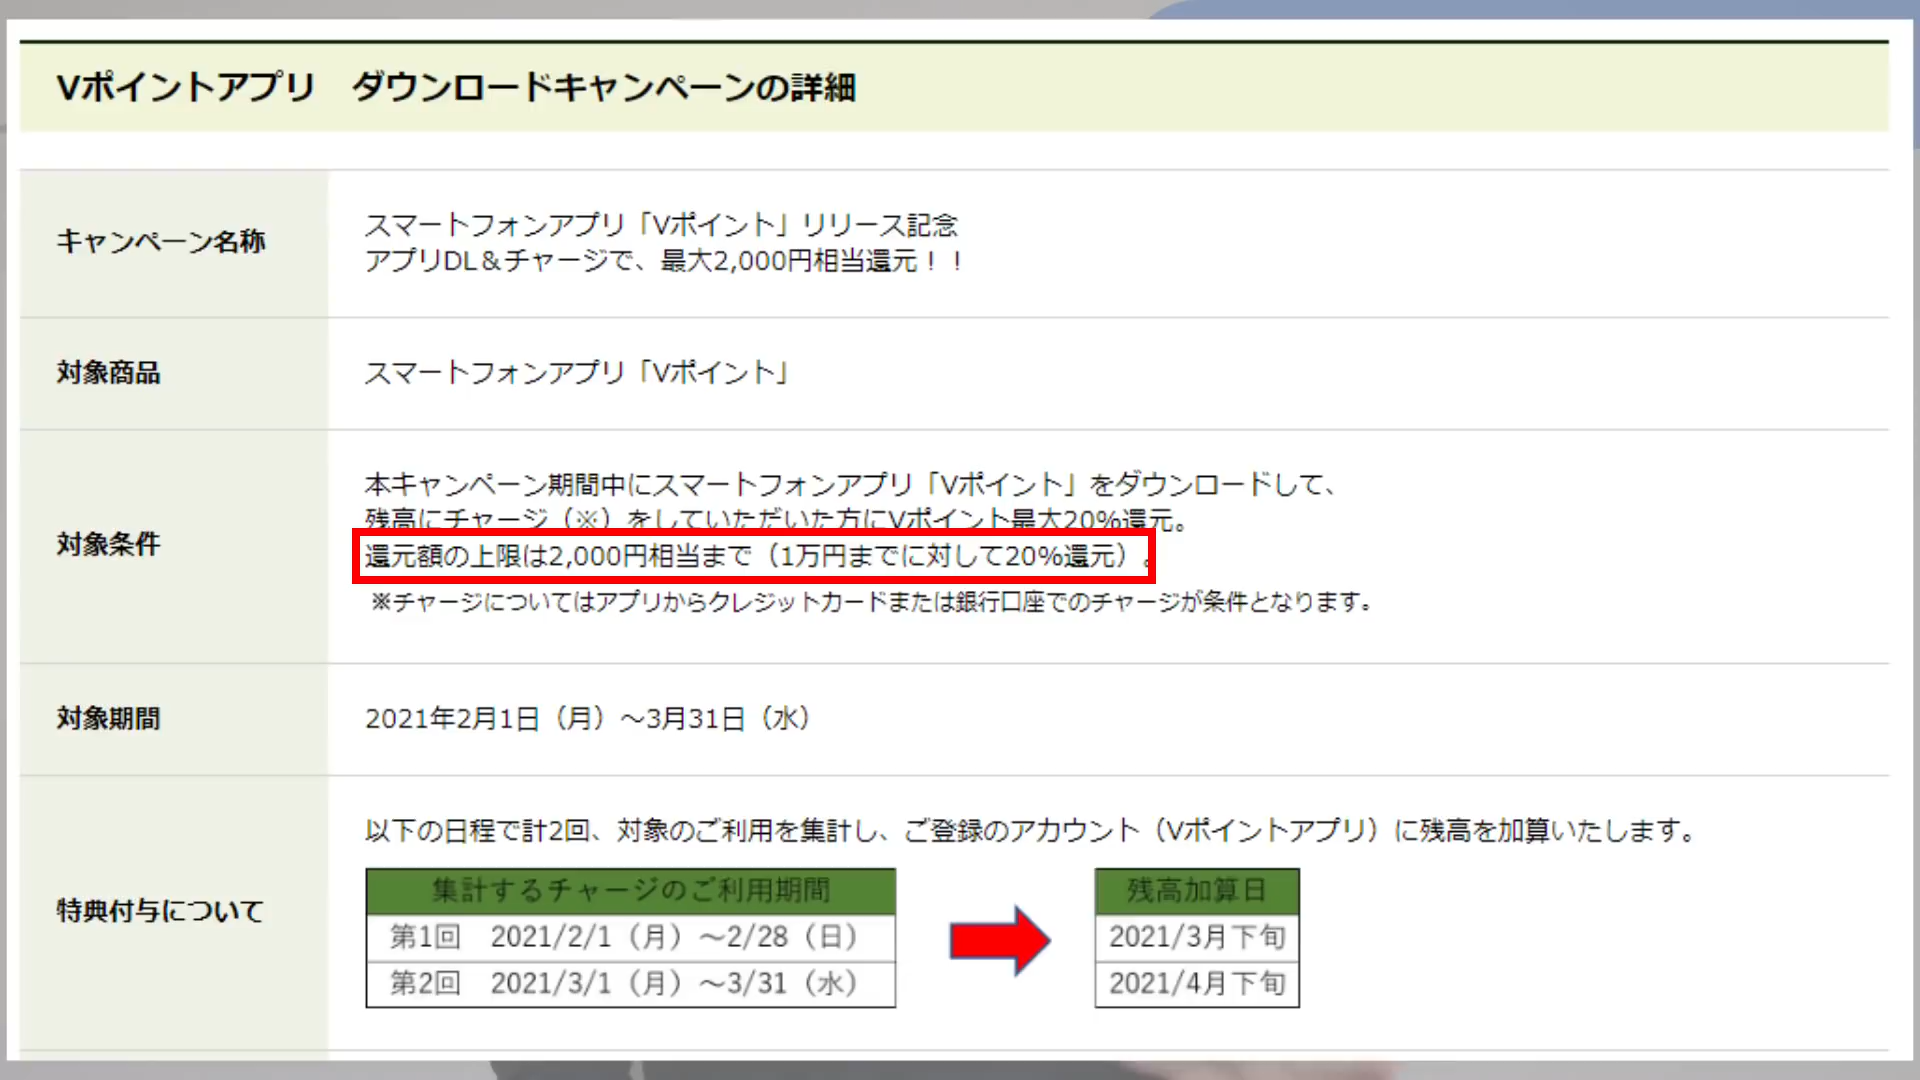 Vポイントアプリ　ダウンロードキャンペーンの詳細
キャンペーン名称
スマートフォンアプリ「Vポイント」リリース記念
アプリDL＆チャージで、最大2,000円相当還元！！
対象商品
スマートフォンアプリ「Vポイント」
対象条件
本キャンペーン期間中にスマートフォンアプリ「Vポイント」をダウンロードして、
残高にチャージ（※）をしていただいた方にVポイント最大20%還元。
還元額の上限は2,000円相当まで（1万円までに対して20%還元）。
※チャージについてはアプリからクレジットカードまたは銀行口座でのチャージが条件となります。
対象期間
2021年2月1日（月）～3月31日（水）
特典付与について
以下の日程で計2回、対象のご利用を集計し、ご登録のアカウント（Vポイントアプリ）に残高を加算いたします。
集計するチャージのご利用期間　残高加算日
第1回　2021/2/1（月）～2/28（日）　2021/3月下旬
第2回　2021/3/1（月）～3/31（水）　2021/4月下旬